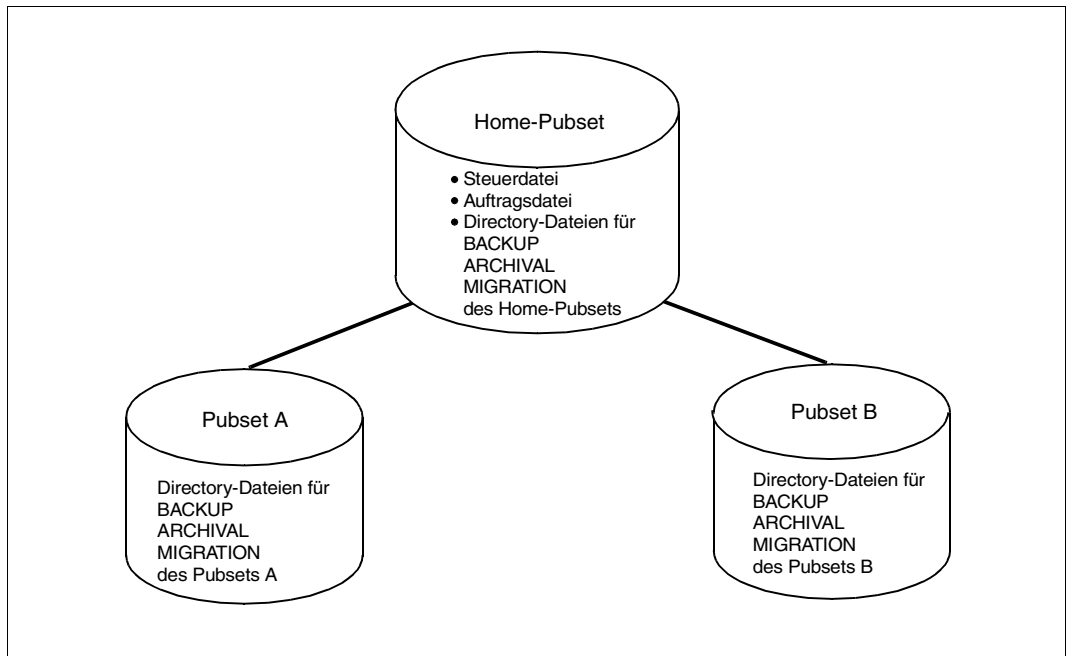 Home-Pubset
• Steuerdatei
• Auftragsdatei
• Directory-Dateien für
BACKUP
ARCHIVAL
MIGRATION
des Home-Pubsets
Pubset A
Directory-Dateien für
BACKUP
ARCHIVAL
MIGRATION
des Pubsets A
Pubset B
Directory-Dateien für
BACKUP
ARCHIVAL
MIGRATION
des Pubsets B